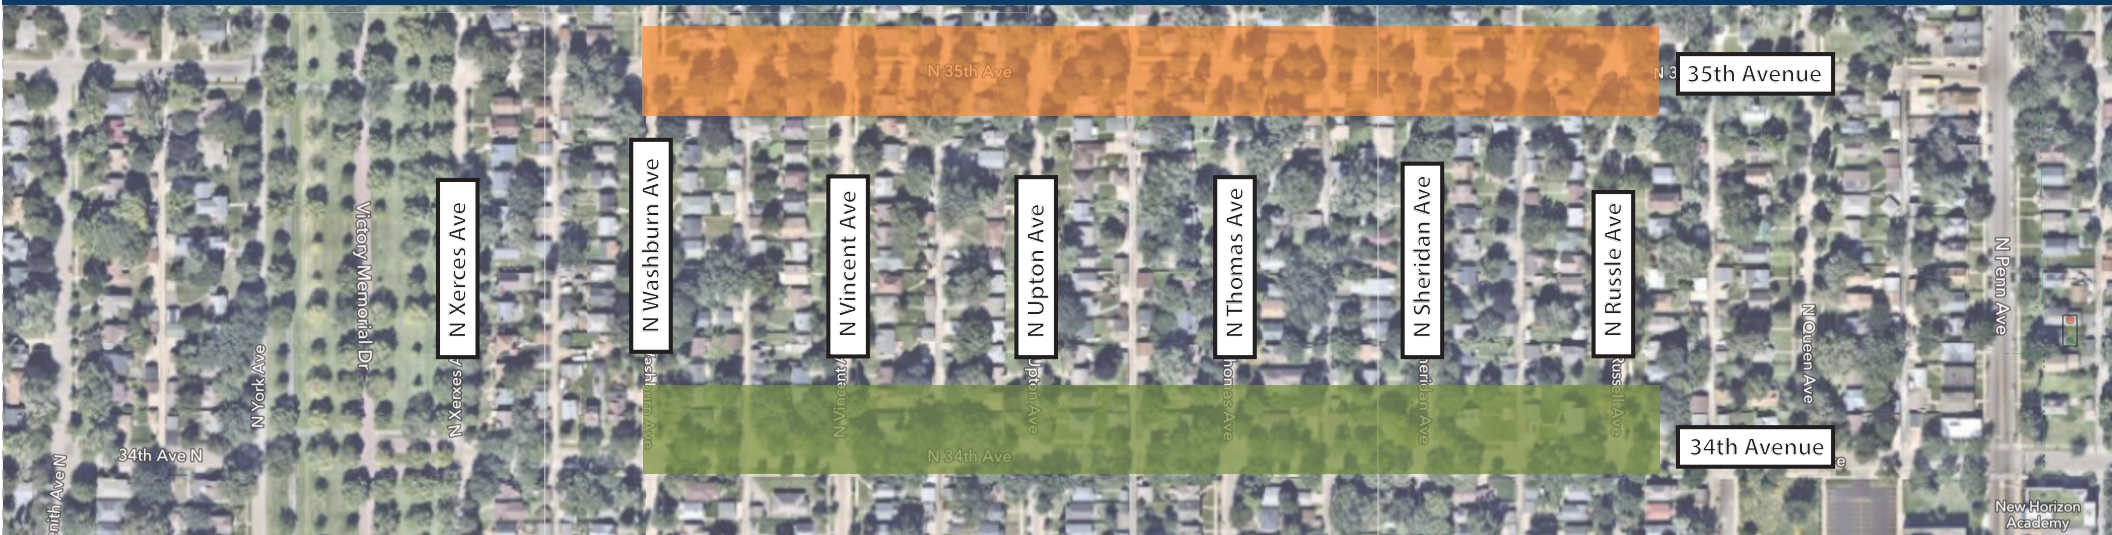 N 35th Ave
N 3
35th Avenue
N Xerces Ave
N Washburn Ave
N Vincent Ave
N Upton Ave
N Thomas Ave
N Sheridan Ave
N Russle Ave
Victory Memorial Dr
N York Ave
N Xerxes A
N Queen Ave
N Penn Ave
34th Ave N
N 34th Ave
34th Avenue
e
enith Ave N
New Horizon
Academy